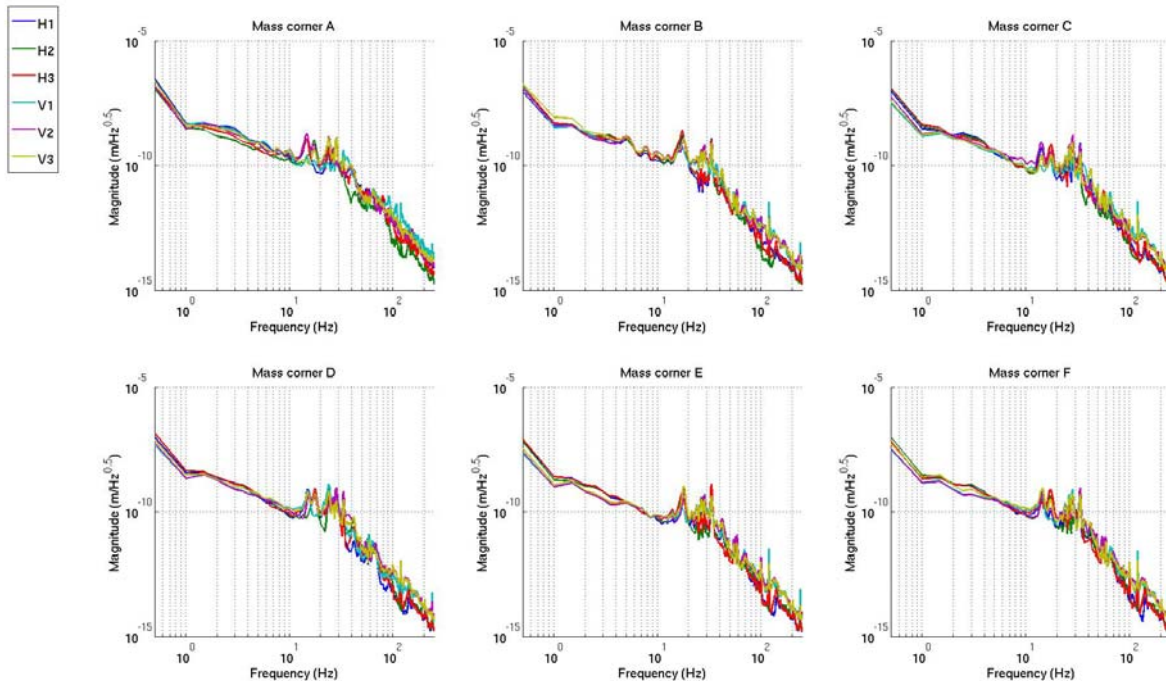 H1
H2
H3
V1
V2
V3
Mass corner A
Magnitude (m/Hz^0.5)
10^-5
10^-10
10^-15
10^0
10^1
10^2
Frequency (Hz)
Mass corner B
Magnitude (m/Hz^0.5)
10^-5
10^-10
10^-15
10^0
10^1
10^2
Frequency (Hz)
Mass corner C
Magnitude (m/Hz^0.5)
10^-5
10^-10
10^-15
10^0
10^1
10^2
Frequency (Hz)
Mass corner D
Magnitude (m/Hz^0.5)
10^-5
10^-10
10^-15
10^0
10^1
10^2
Frequency (Hz)
Mass corner E
Magnitude (m/Hz^0.5)
10^-5
10^-10
10^-15
10^0
10^1
10^2
Frequency (Hz)
Mass corner F
Magnitude (m/Hz^0.5)
10^-5
10^-10
10^-15
10^0
10^1
10^2
Frequency (Hz)